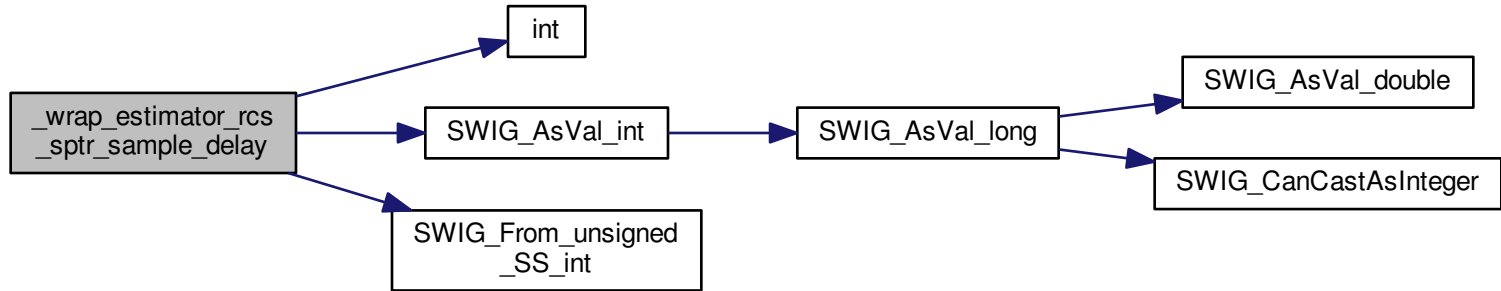 _wrap_estimator_rcs
_sptr_sample_delay
int
SWIG_AsVal_int
SWIG_From_unsigned
_SS_int
SWIG_AsVal_long
SWIG_AsVal_double
SWIG_CanCastAsInteger